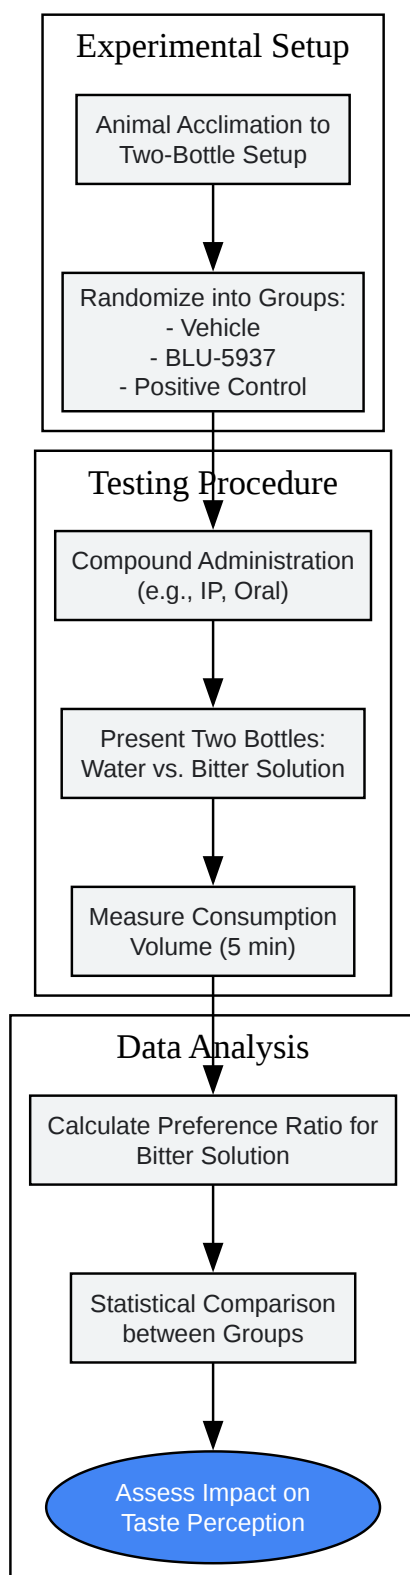 Experimental Setup
Animal Acclimation to
Two-Bottle Setup
Randomize into Groups:
- Vehicle
- BLU-5937
- Positive Control
Testing Procedure
Compound Administration
(e.g., IP, Oral)
Present Two Bottles:
Water vs. Bitter Solution
Measure Consumption
Volume (5 min)
Data Analysis
Calculate Preference Ratio for
Bitter Solution
Statistical Comparison
between Groups
Assess Impact on
Taste Perception